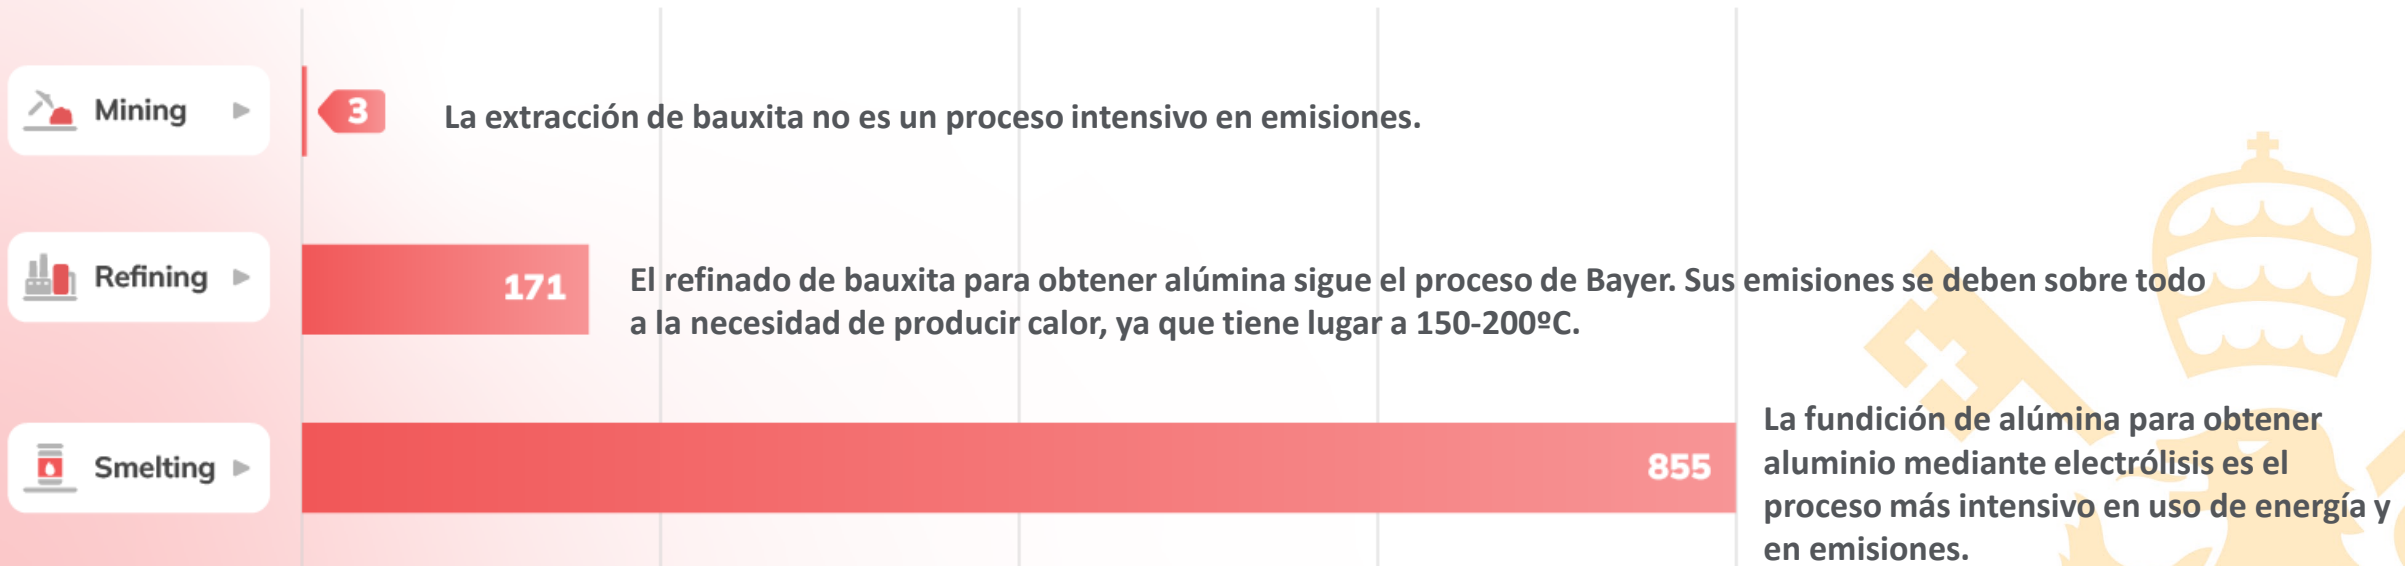 Mining
3
La extracción de bauxita no es un proceso intensivo en emisiones.
Refining
171
El refinado de bauxita para obtener alúmina sigue el proceso de Bayer. Sus emisiones se deben sobre todo
a la necesidad de producir calor, ya que tiene lugar a 150-200ºC.
Smelting
855
La fundición de alúmina para obtener
aluminio mediante electrólisis es el
proceso más intensivo en uso de energía y
en emisiones.